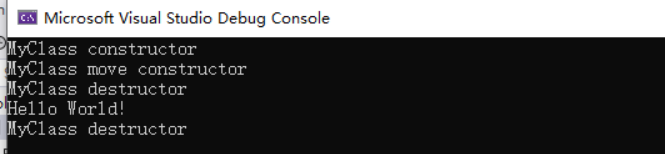 Microsoft Visual Studio Debug Console
MyClass constructor
MyClass move constructor
MyClass destructor
Hello World!
MyClass destructor